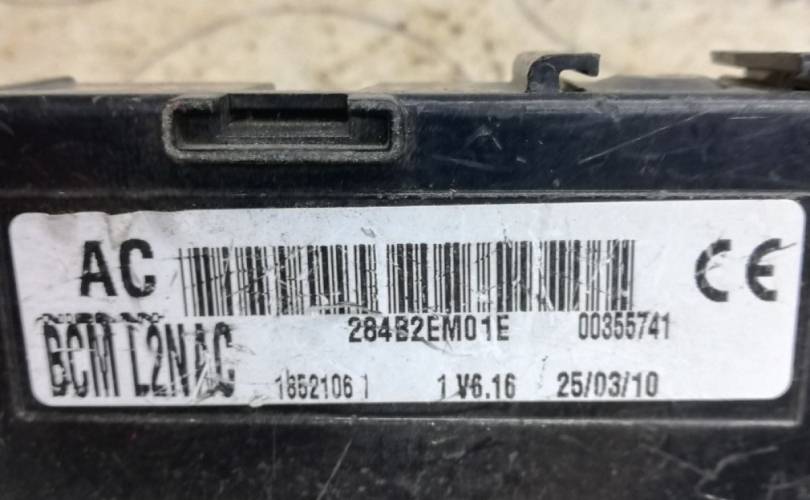 AC CE
284B2EM01E 00355741
BCM L2NAC 1852106 1 1 V6.16 25/03/10